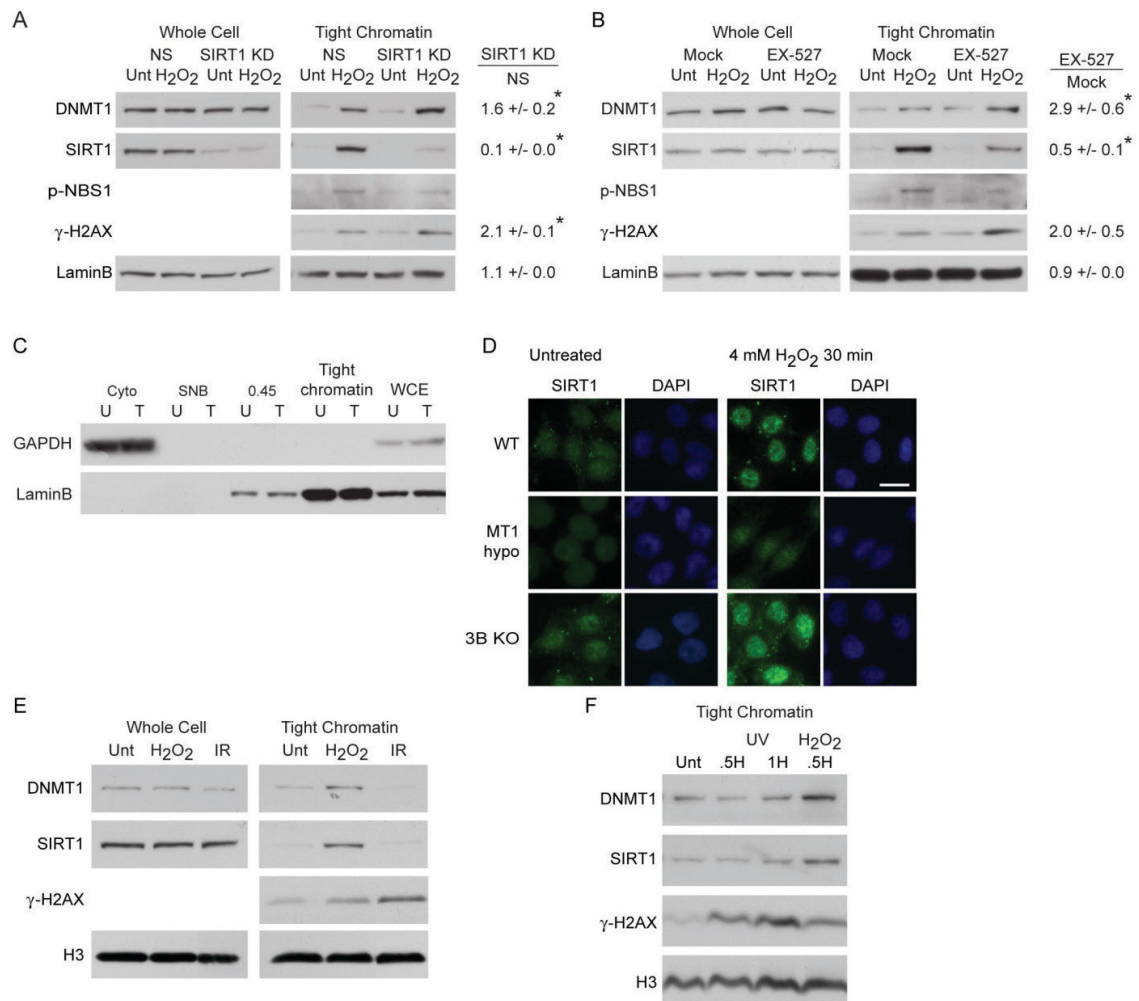 A
Whole Cell
Tight Chromatin
NS SIRT1 KD
NS SIRT1 KD
SIRT1 KD
Unt H2O2 Unt H2O2
Unt H2O2 Unt H2O2
NS
DNMT1
1.6 +/- 0.2*
SIRT1
0.1 +/- 0.0*
p-NBS1
γ-H2AX
2.1 +/- 0.1*
LaminB
1.1 +/- 0.0
B
Whole Cell
Tight Chromatin
Mock EX-527
Mock EX-527
EX-527
Unt H2O2 Unt H2O2
Unt H2O2 Unt H2O2
Mock
DNMT1
2.9 +/- 0.6*
SIRT1
0.5 +/- 0.1*
p-NBS1
γ-H2AX
2.0 +/- 0.5
LaminB
0.9 +/- 0.0
C
Cyto SNB 0.45 Tight chromatin WCE
U T U T U T U T U T
GAPDH
LaminB
D
Untreated
4 mM H2O2 30 min
SIRT1 DAPI SIRT1 DAPI
WT
MT1
hypo
3B KO
E
Whole Cell
Tight Chromatin
Unt H2O2 IR
Unt H2O2 IR
DNMT1
SIRT1
γ-H2AX
H3
F
Tight Chromatin
UV H2O2
Unt .5H 1H .5H
DNMT1
SIRT1
γ-H2AX
H3